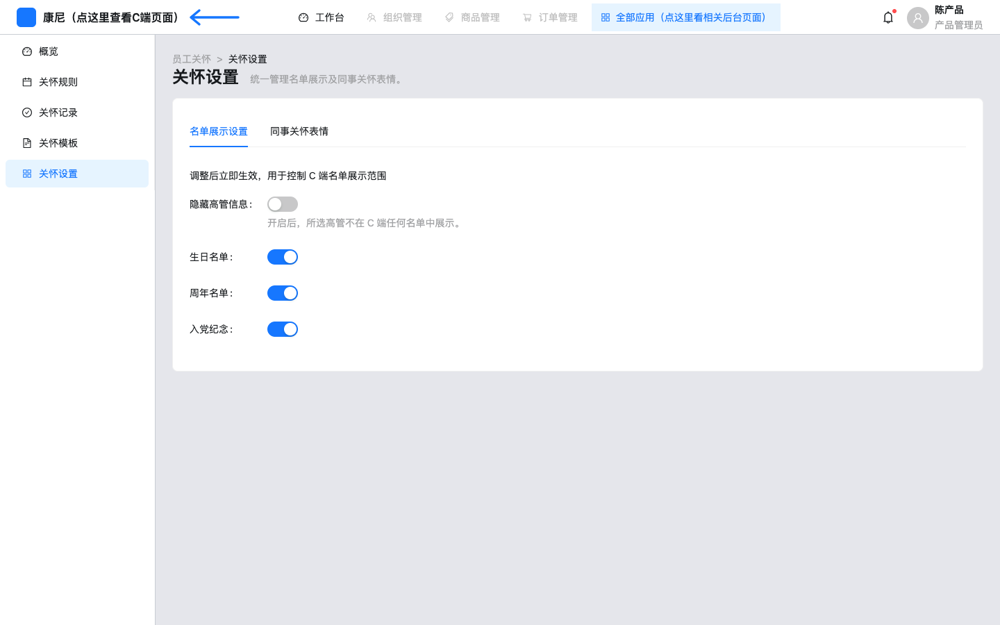 康尼（点这里查看C端页面）
工作台
组织管理
商品管理
订单管理
全部应用（点这里看相关后台页面）
陈产品
产品管理员
概览
关怀规则
关怀记录
关怀模板
关怀设置
员工关怀 > 关怀设置
关怀设置 统一管理名单展示及同事关怀表情。
名单展示设置 同事关怀表情
调整后立即生效，用于控制 C 端名单展示范围
隐藏高管信息：
开启后，所选高管不在 C 端任何名单中展示。
生日名单：
周年名单：
入党纪念：